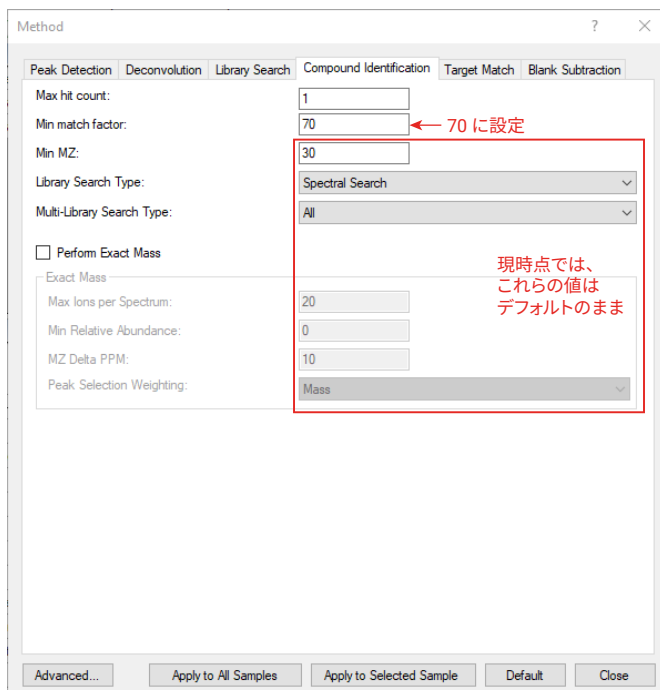 Method
Peak Detection Deconvolution Library Search Compound Identification Target Match Blank Subtraction
Max hit count: 1
Min match factor: 70 70 に設定
Min MZ: 30
Library Search Type: Spectral Search
Multi-Library Search Type: All
Perform Exact Mass
Exact Mass
Max Ions per Spectrum: 20
Min Relative Abundance: 0
MZ Delta PPM: 10
Peak Selection Weighting: Mass
現時点では、
これらの値は
デフォルトのまま
Advanced... Apply to All Samples Apply to Selected Sample Default Close